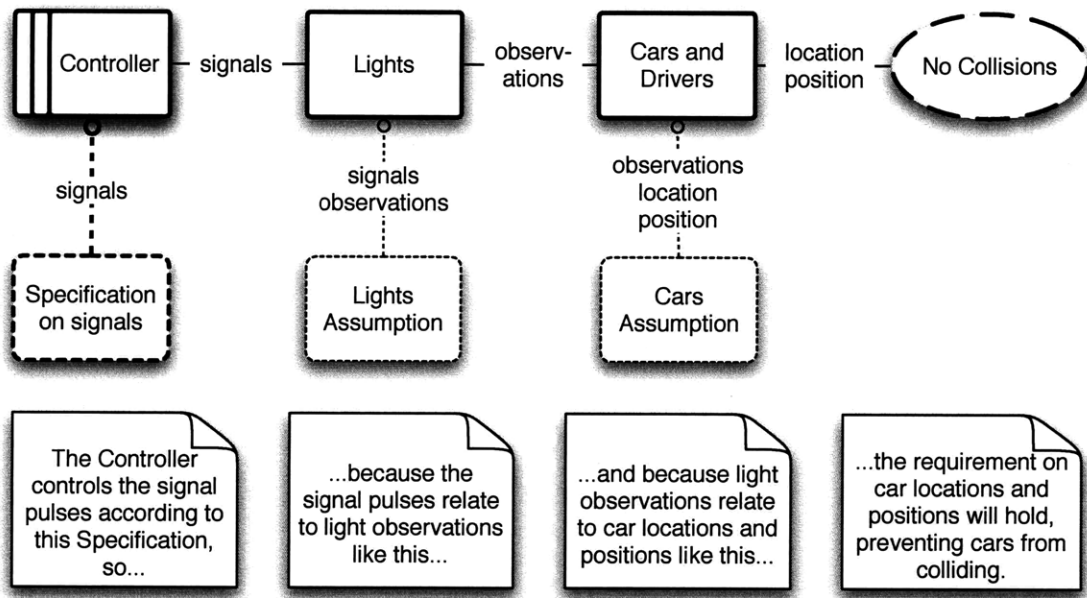 Controller
signals
Lights
observ-
ations
Cars and
Drivers
location
position
No Collisions
signals
signals
observations
observations
location
position
Specification
on signals
Lights
Assumption
Cars
Assumption
The Controller
controls the signal
pulses according to
this Specification,
so...
...because the
signal pulses relate
to light observations
like this...
...and because light
observations relate
to car locations and
positions like this...
...the requirement on
car locations and
positions will hold,
preventing cars from
colliding.